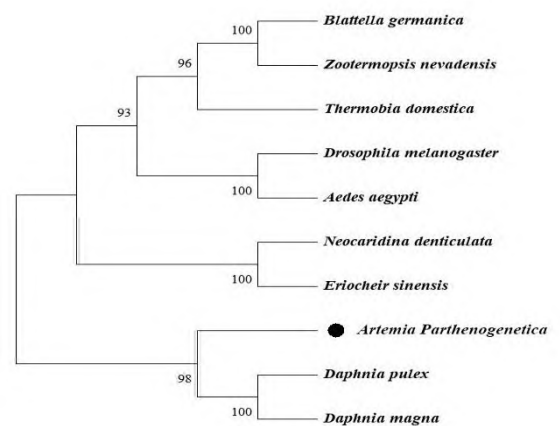 100
Blattella germanica
96
Zootermopsis nevadensis
93
Thermobia domestica
Drosophila melanogaster
100
Aedes aegypti
Neocaridina denticulata
100
Eriocheir sinensis
Artemia Parthenogenetica
98
Daphnia pulex
100
Daphnia magna